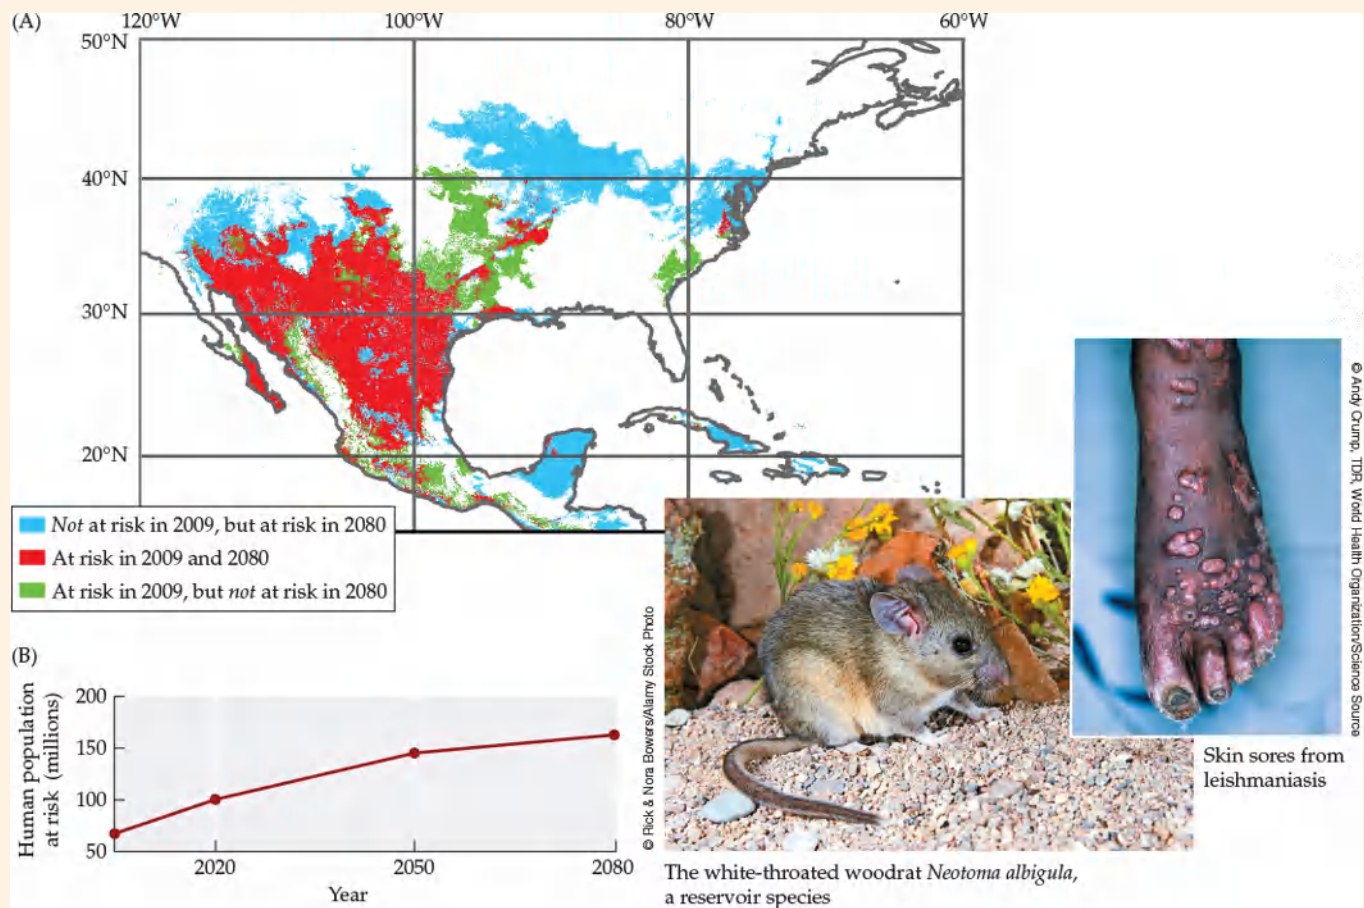 (A)
120°W
100°W
80°W
60°W
50°N
40°N
30°N
20°N
Not at risk in 2009, but at risk in 2080
At risk in 2009 and 2080
At risk in 2009, but not at risk in 2080
(B)
Human population
at risk (millions)
200
150
100
50
2020
2050
2080
Year
© Rick & Nora Bowers/Alamy Stock Photo
The white-throated woodrat Neotoma albigula,
a reservoir species
© Andy Crump, TDR, World Health Organization/Science Source
Skin sores from
leishmaniasis